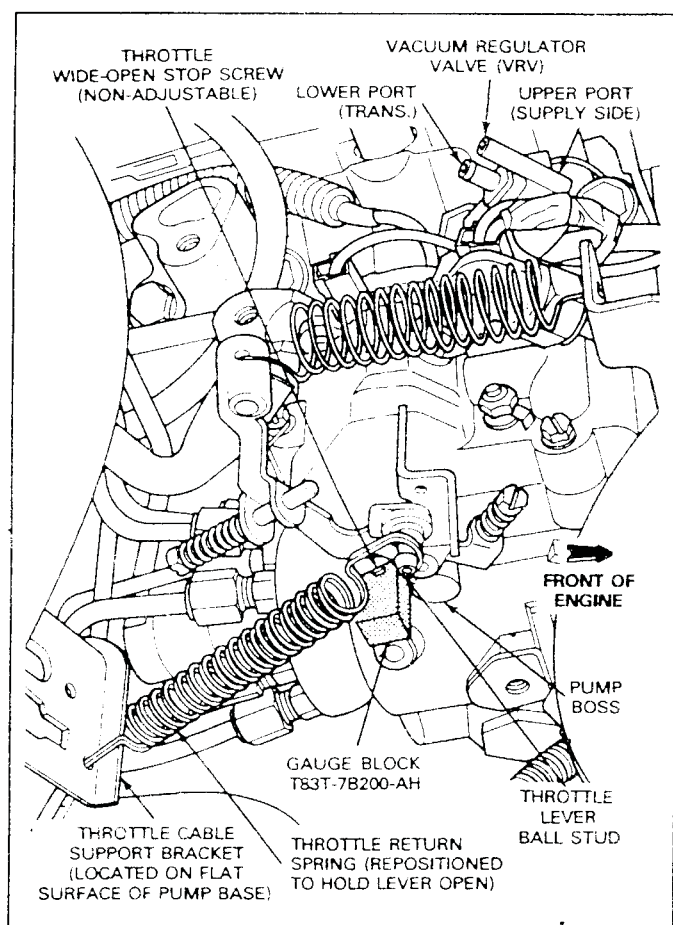 THROTTLE
WIDE-OPEN STOP SCREW
(NON-ADJUSTABLE)
VACUUM REGULATOR
VALVE (VRV)
LOWER PORT
(TRANS.)
UPPER PORT
(SUPPLY SIDE)
FRONT OF
ENGINE
PUMP
BOSS
GAUGE BLOCK
T83T-7B200-AH
THROTTLE
LEVER
BALL STUD
THROTTLE CABLE
SUPPORT BRACKET
(LOCATED ON FLAT
SURFACE OF PUMP BASE)
THROTTLE RETURN
SPRING (REPOSITIONED
TO HOLD LEVER OPEN)